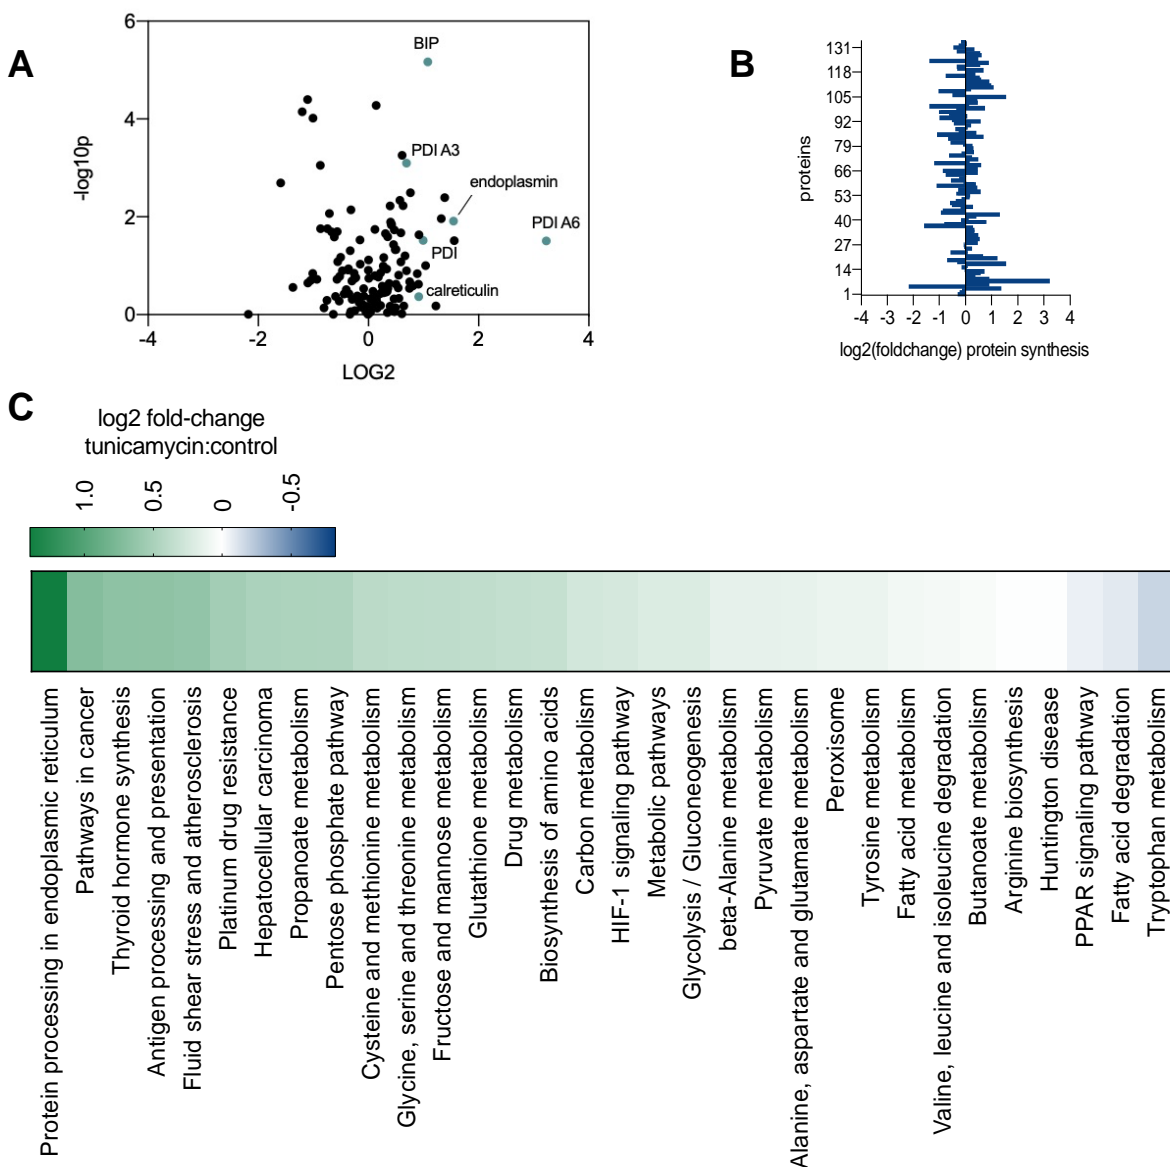 A
6
4
2
0
-log10p
-4
-2
0
2
4
LOG2
BIP
PDI A3
endoplasmin
PDI A6
PDI
calreticulin
B
131
118
105
92
79
66
53
40
27
14
1
proteins
-4 -3 -2 -1 0 1 2 3 4
log2(foldchange) protein synthesis
C
log2 fold-change
tunicamycin:control
1.0
0.5
0
-0.5
Protein processing in endoplasmic reticulum
Pathways in cancer
Thyroid hormone synthesis
Antigen processing and presentation
Fluid shear stress and atherosclerosis
Platinum drug resistance
Hepatocellular carcinoma
Propanoate metabolism
Pentose phosphate pathway
Cysteine and methionine metabolism
Glycine, serine and threonine metabolism
Fructose and mannose metabolism
Glutathione metabolism
Drug metabolism
Biosynthesis of amino acids
Carbon metabolism
HIF-1 signaling pathway
Metabolic pathways
Glycolysis / Gluconeogenesis
beta-Alanine metabolism
Pyruvate metabolism
Alanine, aspartate and glutamate metabolism
Peroxisome
Tyrosine metabolism
Fatty acid metabolism
Valine, leucine and isoleucine degradation
Butanoate metabolism
Arginine biosynthesis
Huntington disease
PPAR signaling pathway
Fatty acid degradation
Tryptophan metabolism